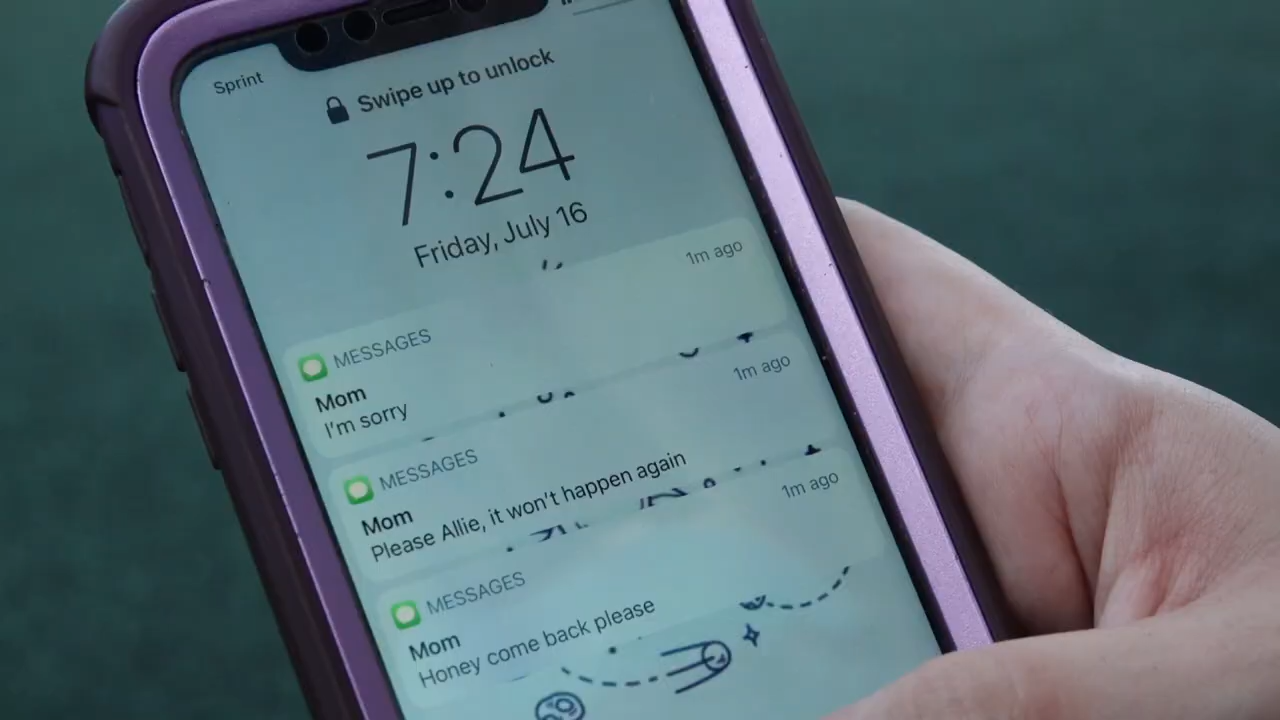 Sprint
Swipe up to unlock
7:24
Friday, July 16
MESSAGES 1m ago
Mom
I'm sorry
MESSAGES 1m ago
Mom
Please Allie, it won't happen again
MESSAGES 1m ago
Mom
Honey come back please